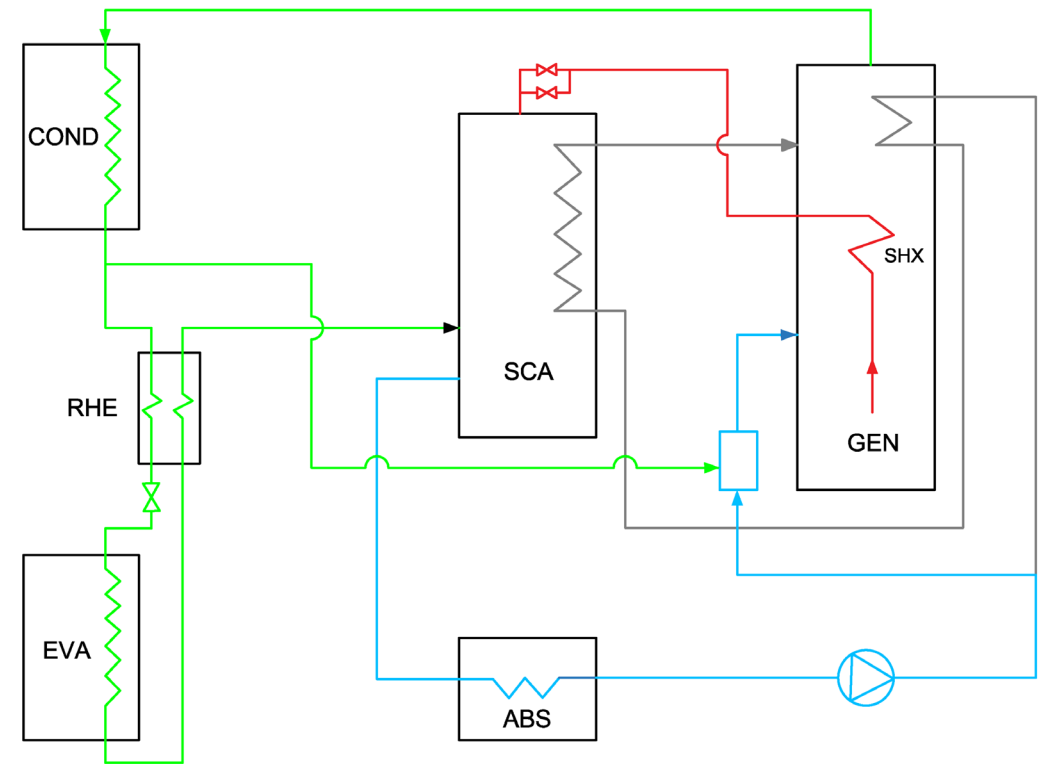 COND
SHX
SCA
RHE
GEN
EVA
ABS